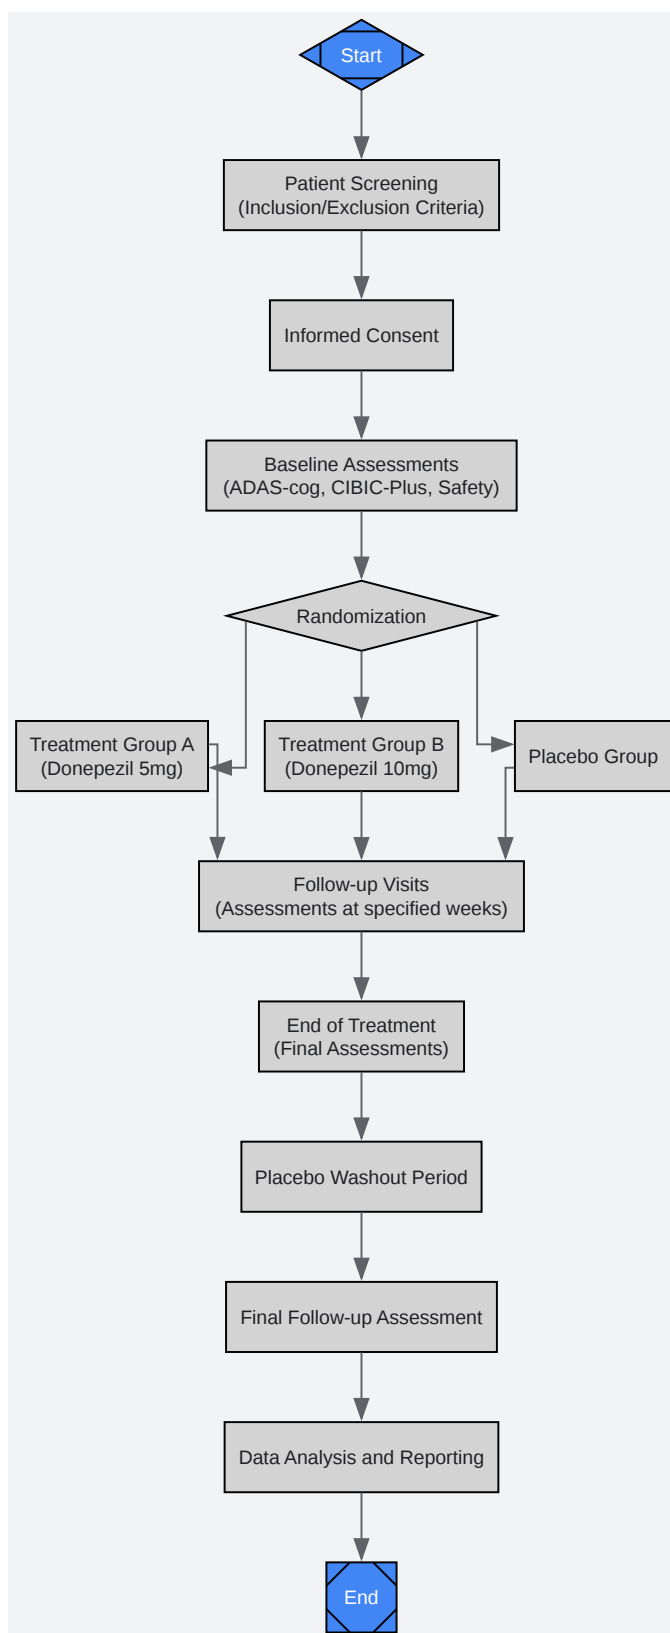 Start
Patient Screening
(Inclusion/Exclusion Criteria)
Informed Consent
Baseline Assessments
(ADAS-cog, CIBIC-Plus, Safety)
Randomization
Treatment Group A
(Donepezil 5mg)
Treatment Group B
(Donepezil 10mg)
Placebo Group
Follow-up Visits
(Assessments at specified weeks)
End of Treatment
(Final Assessments)
Placebo Washout Period
Final Follow-up Assessment
Data Analysis and Reporting
End